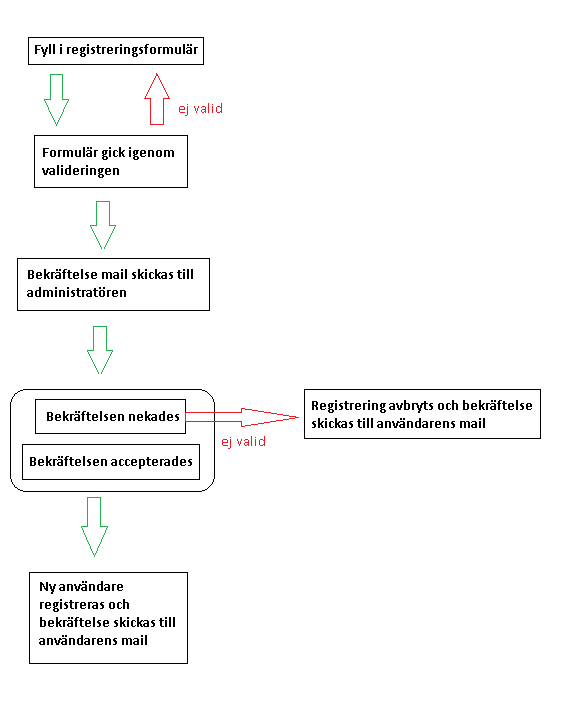 Fyll i registreringsformulär
ej valid
Formulär gick igenom
valideringen
Bekräftelse mail skickas till
administratören
Bekräftelsen nekades
ej valid
Registrering avbryts och bekräftelse
skickas till användarens mail
Bekräftelsen accepterades
Ny användare
registreras och
bekräftelse skickas till
användarens mail